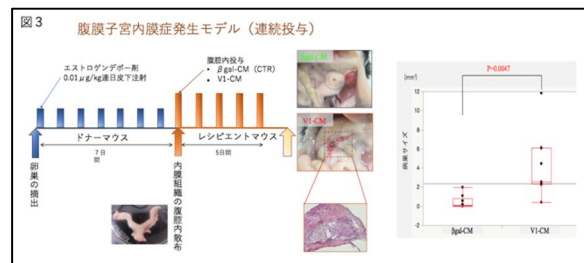 図3
腹膜子宮内膜症発生モデル（連続投与）
エストロゲンデポー剤
0.01μg/kg連日皮下注射
腹腔内投与
• βgal-CM（CTR）
• V1-CM
ドナーマウス
レシピエントマウス
7日
間
5日間
卵巣の摘出
内膜組織の腹腔内散布
βgal-CM
V1-CM
P=0.0047
(mm²)
病巣サイズ
12
10
8
6
4
2
0
βgal-CM
V1-CM